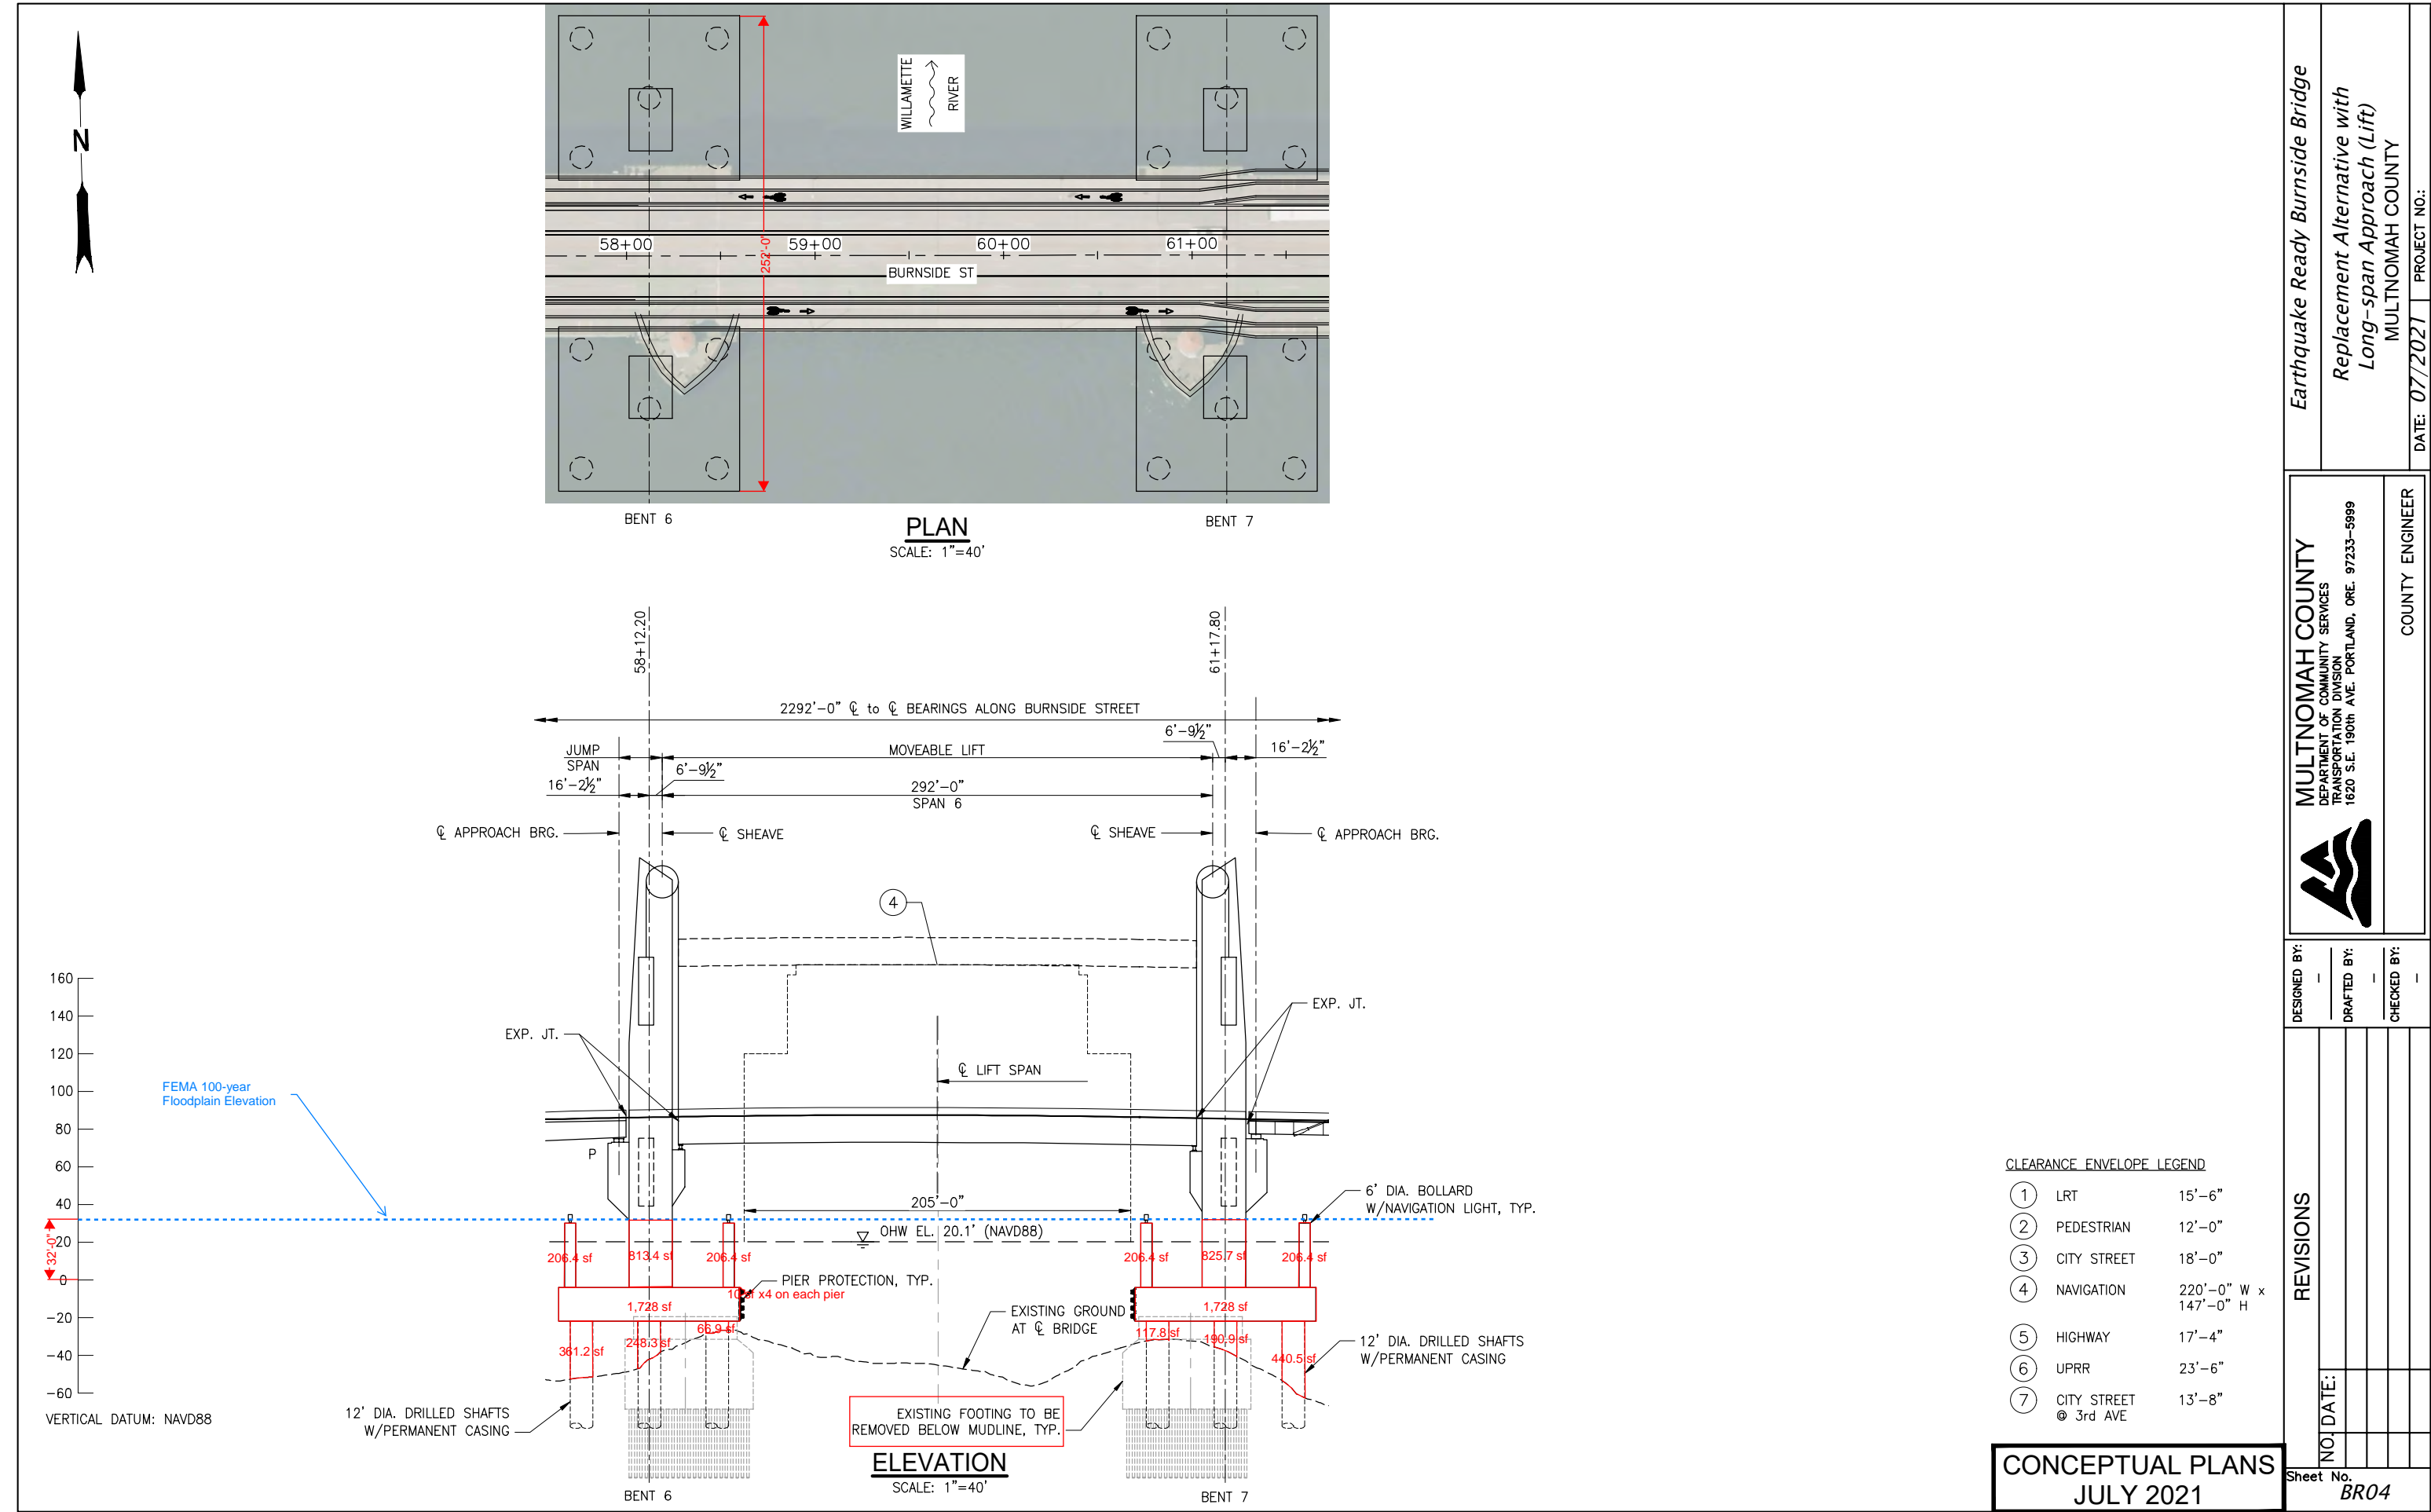 N
WILLAMETTE
RIVER
252'-0"
58+00
59+00
60+00
61+00
BURNSIDE ST
BENT 6
BENT 7
PLAN
SCALE: 1"=40'
58+12.20
61+17.80
2292'-0" ℄ to ℄ BEARINGS ALONG BURNSIDE STREET
JUMP
SPAN
MOVEABLE LIFT
6'-9½"
16'-2½"
16'-2½"
6'-9½"
292'-0"
SPAN 6
℄ APPROACH BRG.
℄ SHEAVE
℄ SHEAVE
℄ APPROACH BRG.
4
160
140
120
100
80
60
40
20
0
-20
-40
-60
32'-0"
VERTICAL DATUM: NAVD88
FEMA 100-year
Floodplain Elevation
EXP. JT.
EXP. JT.
℄ LIFT SPAN
P
205'-0"
OHW EL. 20.1' (NAVD88)
6' DIA. BOLLARD
W/NAVIGATION LIGHT, TYP.
206.4 sf
813.4 sf
206.4 sf
206.4 sf
825.7 sf
206.4 sf
PIER PROTECTION, TYP.
x4 on each pier
1,728 sf
1,728 sf
EXISTING GROUND
AT ℄ BRIDGE
361.2 sf
248.3 sf
66.9 sf
117.8 sf
190.9 sf
440.5 sf
12' DIA. DRILLED SHAFTS
W/PERMANENT CASING
12' DIA. DRILLED SHAFTS
W/PERMANENT CASING
EXISTING FOOTING TO BE
REMOVED BELOW MUDLINE, TYP.
ELEVATION
SCALE: 1"=40'
BENT 6
BENT 7
CLEARANCE ENVELOPE LEGEND
1 LRT 15'-6"
2 PEDESTRIAN 12'-0"
3 CITY STREET 18'-0"
4 NAVIGATION 220'-0" W x
147'-0" H
5 HIGHWAY 17'-4"
6 UPRR 23'-6"
7 CITY STREET 13'-8"
@ 3rd AVE
CONCEPTUAL PLANS
JULY 2021
Earthquake Ready Burnside Bridge
Replacement Alternative with
Long-span Approach (Lift)
MULTNOMAH COUNTY
DATE: 07/2021 PROJECT NO.:
MULTNOMAH COUNTY
DEPARTMENT OF COMMUNITY SERVICES
TRANSPORTATION DIVISION
1620 S.E. 190th AVE. PORTLAND, ORE. 97233-5999
COUNTY ENGINEER
DESIGNED BY:
-
DRAFTED BY:
-
CHECKED BY:
-
REVISIONS
NO. DATE:
Sheet No.
BR04